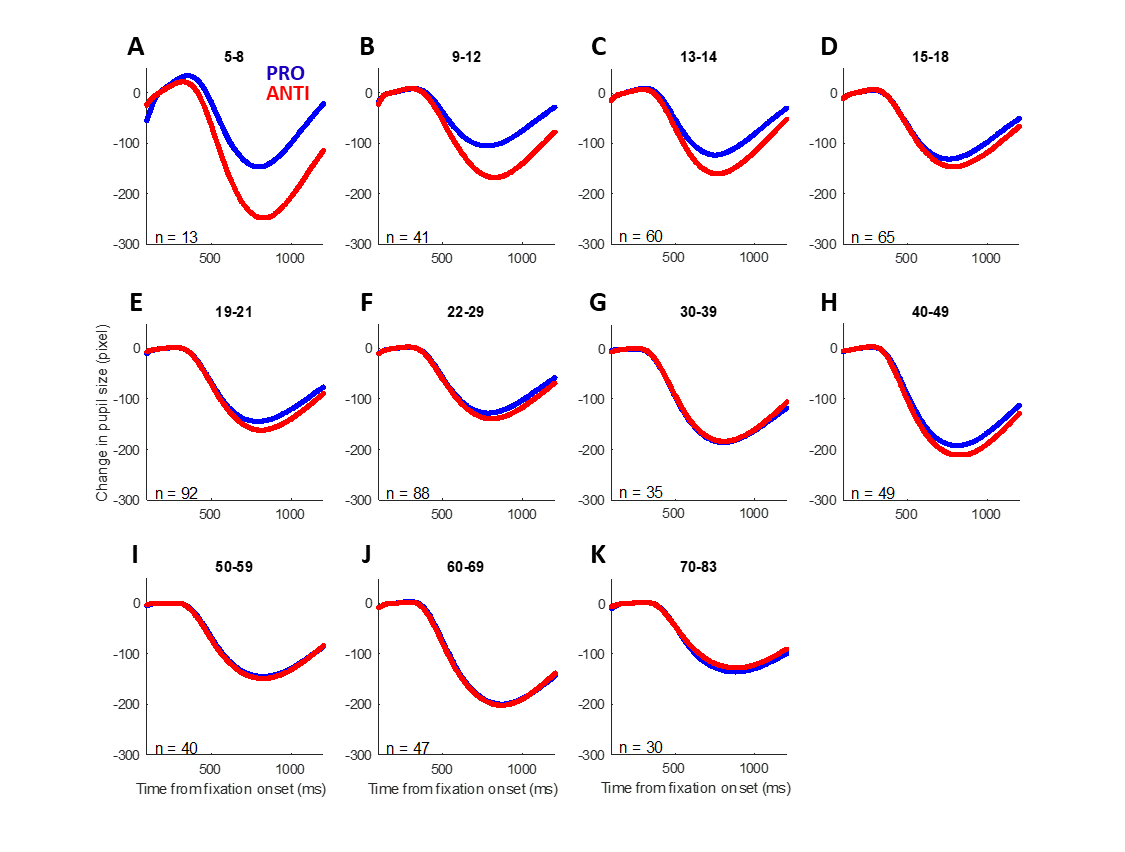 A
5-8
B
9-12
C
13-14
D
15-18
PRO
ANTI
0
-100
-200
-300
n = 13
500
1000
0
-100
-200
-300
n = 41
500
1000
0
-100
-200
-300
n = 60
500
1000
0
-100
-200
-300
n = 65
500
1000
E
19-21
F
22-29
G
30-39
H
40-49
Change in pupil size (pixel)
0
-100
-200
-300
n = 92
500
1000
0
-100
-200
-300
n = 88
500
1000
0
-100
-200
-300
n = 35
500
1000
0
-100
-200
-300
n = 49
500
1000
I
50-59
J
60-69
K
70-83
0
-100
-200
-300
n = 40
500
1000
Time from fixation onset (ms)
0
-100
-200
-300
n = 47
500
1000
Time from fixation onset (ms)
0
-100
-200
-300
n = 30
500
1000
Time from fixation onset (ms)